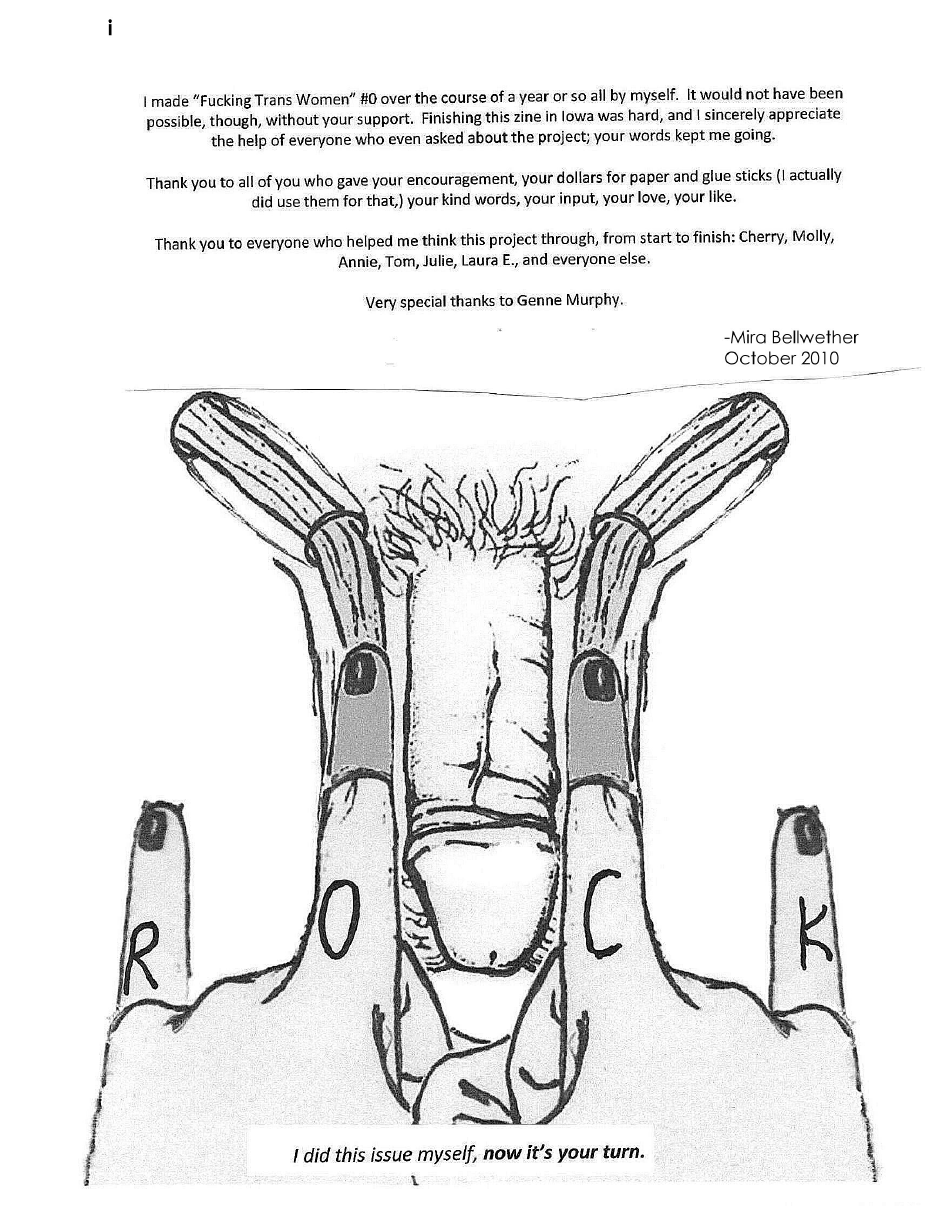 i
I made “Fucking Trans Women” #0 over the course of a year or so all by myself.  It would not have been
possible, though, without your support.  Finishing this zine in Iowa was hard, and I sincerely appreciate
the help of everyone who even asked about the project; your words kept me going.
Thank you to all of you who gave your encouragement, your dollars for paper and glue sticks (I actually
did use them for that,) your kind words, your input, your love, your like.
Thank you to everyone who helped me think this project through, from start to finish: Cherry, Molly,
Annie, Tom, Julie, Laura E., and everyone else.
Very special thanks to Genne Murphy.
-Mira Bellwether
October 2010
R O C K
I did this issue myself, now it's your turn.